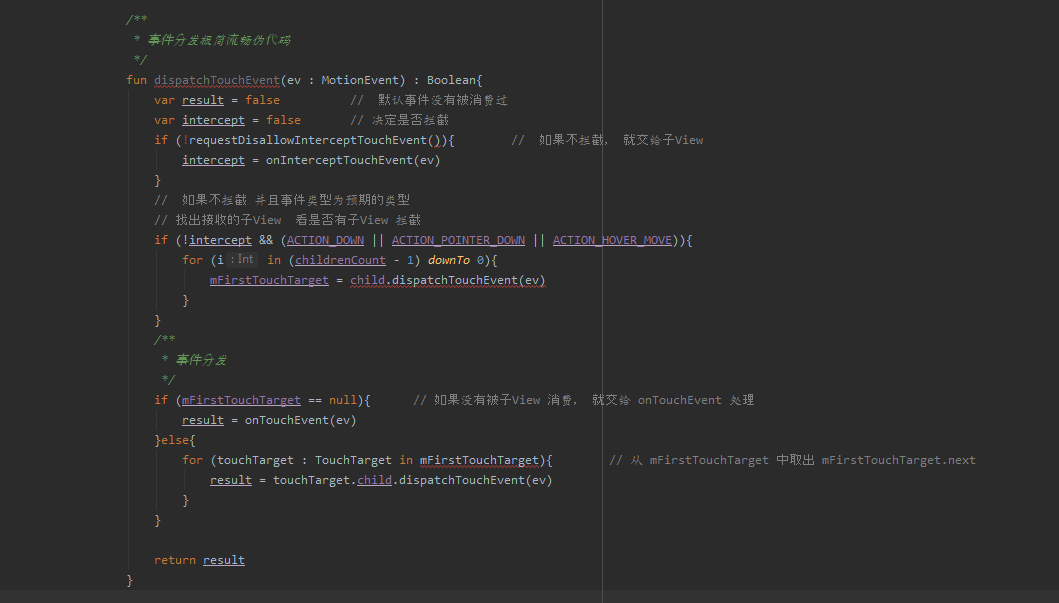 /**
 * 事件分发极简流畅伪代码
 */
fun dispatchTouchEvent(ev : MotionEvent) : Boolean{
    var result = false          //  默认事件没有被消费过
    var intercept = false       // 决定是否拦截
    if (!requestDisallowInterceptTouchEvent()){        //  如果不拦截, 就交给子View
        intercept = onInterceptTouchEvent(ev)
    }
    //  如果不拦截 并且事件类型为预期的类型
    // 找出接收的子View  看是否有子View 拦截
    if (!intercept && (ACTION_DOWN || ACTION_POINTER_DOWN || ACTION_HOVER_MOVE)){
        for (i : Int in (childrenCount - 1) downTo 0){
            mFirstTouchTarget = child.dispatchTouchEvent(ev)
        }
    }
    /**
     * 事件分发
     */
    if (mFirstTouchTarget == null){      // 如果没有被子View 消费, 就交给 onTouchEvent 处理
        result = onTouchEvent(ev)
    }else{
        for (touchTarget : TouchTarget in mFirstTouchTarget){        // 从 mFirstTouchTarget 中取出 mFirstTouchTarget.next
            result = touchTarget.child.dispatchTouchEvent(ev)
        }
    }
    return result
}